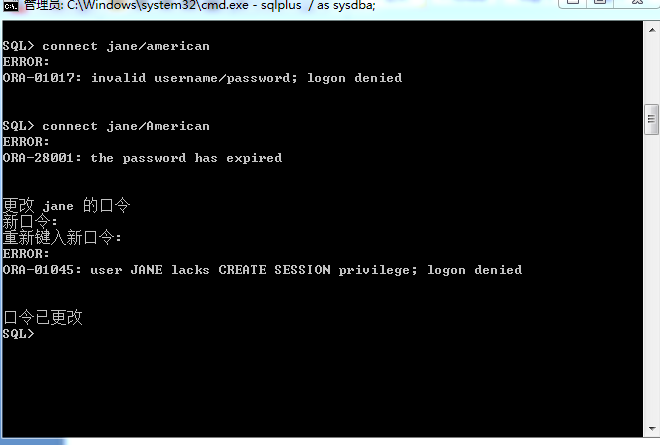 管理员: C:\Windows\system32\cmd.exe - sqlplus  / as sysdba;
SQL> connect jane/american
ERROR:
ORA-01017: invalid username/password; logon denied
SQL> connect jane/American
ERROR:
ORA-28001: the password has expired
更改 jane 的口令
新口令:
重新键入新口令:
ERROR:
ORA-01045: user JANE lacks CREATE SESSION privilege; logon denied
口令已更改
SQL>